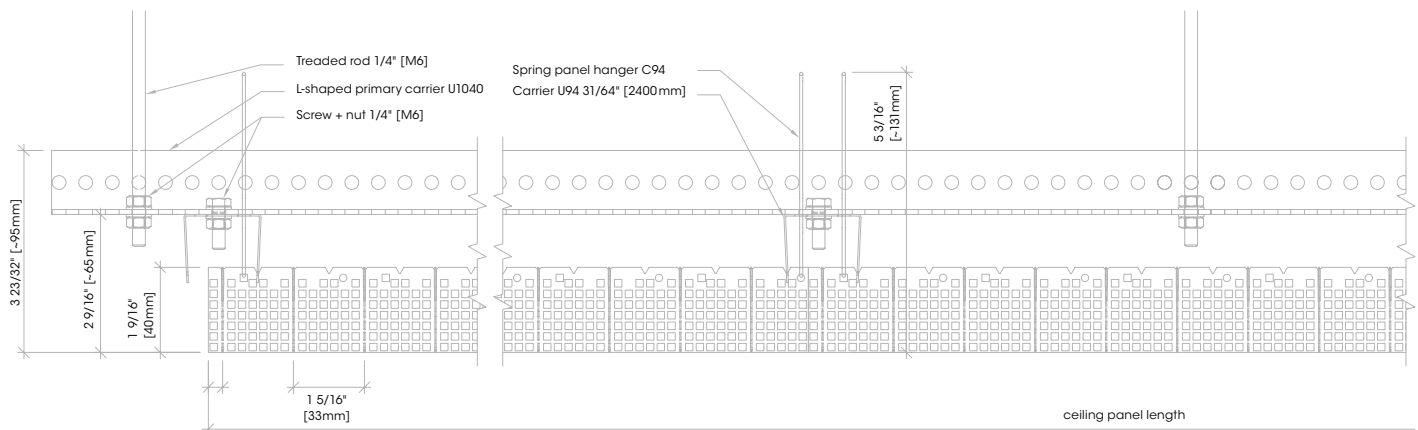 Treaded rod 1/4" [M6]
L-shaped primary carrier U1040
Screw + nut 1/4" [M6]
Spring panel hanger C94
Carrier U94 31/64" [2400mm]
5 3/16"
[~131mm]
3 23/32" [~95mm]
2 9/16" [~65mm]
1 9/16"
[40mm]
1 5/16"
[33mm]
ceiling panel length